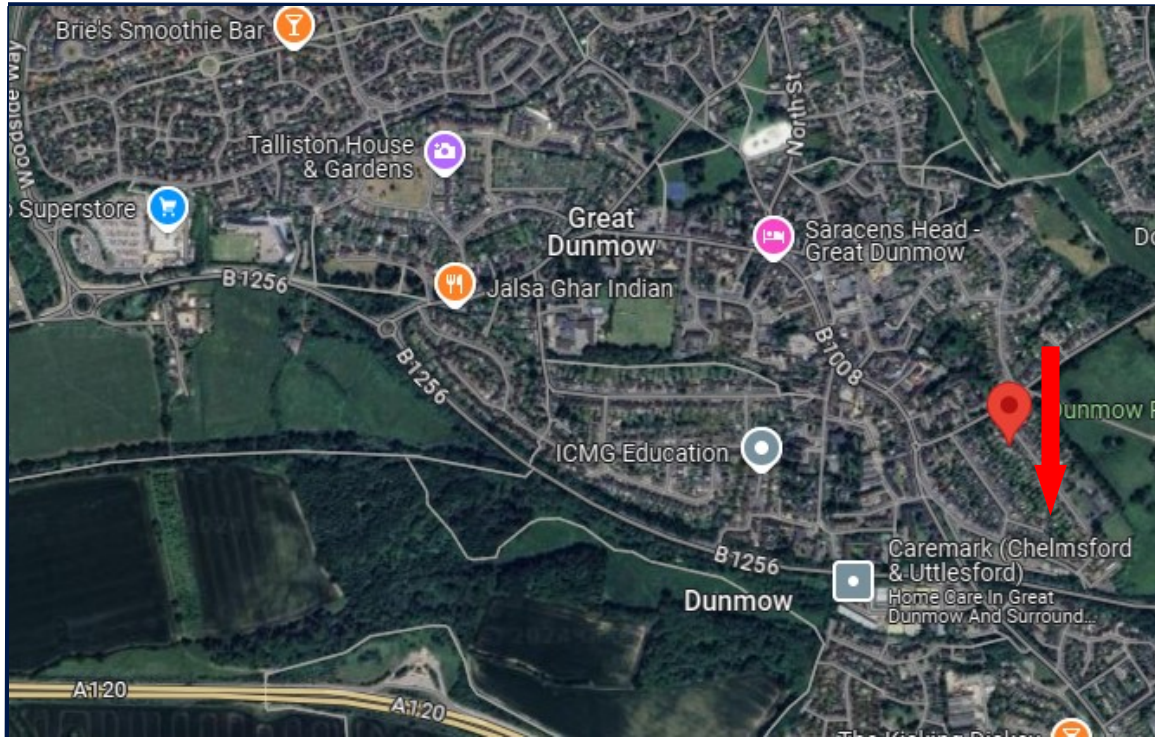 Brie's Smoothie Bar
Woodside Way
North St
Talliston House
& Gardens
Superstore
Great
Dunmow
Saracens Head -
Great Dunmow
B1256
Jalsa Ghar Indian
B1008
B1256
Dunmow
ICMG Education
B1256
Caremark (Chelmsford
& Uttlesford)
Home Care In Great
Dunmow And Surround...
Dunmow
A120
A120